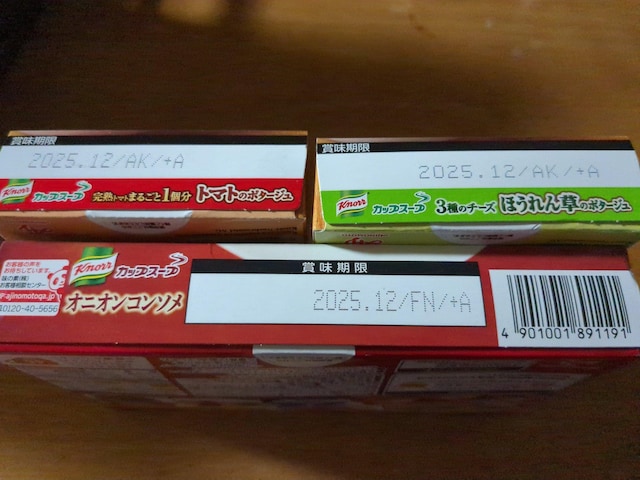 賞味期限
2025.12/AK/+A
Knorr カップスープ 完熟トマトまるごと1個分 トマトのポタージュ
賞味期限
2025.12/AK/+A
Knorr カップスープ 3種のチーズ ほうれん草のポタージュ
お客様の声を
お待ちしています
味の素(株)
お客様相談センター
ajinomotoqa.jp
0120-40-5656
Knorr カップスープ
オニオンコンソメ
賞味期限
2025.12/FN/+A
4 901001 891191